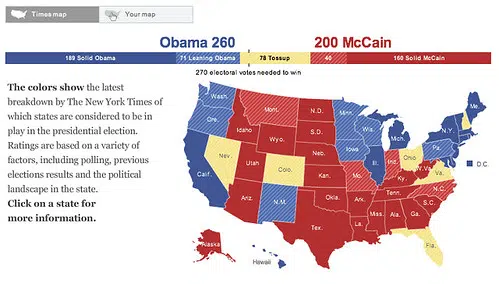 Times map
Your map
Obama 260
200 McCain
189 Solid Obama
71 Leaning Obama
78 Tossup
40
160 Solid McCain
270 electoral votes needed to win
The colors show the latest
breakdown by The New York Times of
which states are considered to be in
play in the presidential election.
Ratings are based on a variety of
factors, including polling, previous
elections results and the political
landscape in the state.
Click on a state for
more information.
Wash.
Mont.
N.D.
Minn.
Me.
Ore.
Idaho
S.D.
Wis.
Mich.
N.Y.
Wyo.
Iowa
Pa.
Nev.
Utah
Colo.
Neb.
Ill.
Ind.
Ohio
D.C.
Calif.
Kan.
Mo.
Ky.
W.Va.
Va.
Ariz.
N.M.
Okla.
Ark.
Tenn.
N.C.
S.C.
Tex.
La.
Miss.
Ala.
Ga.
Fla.
Alaska
Hawaii